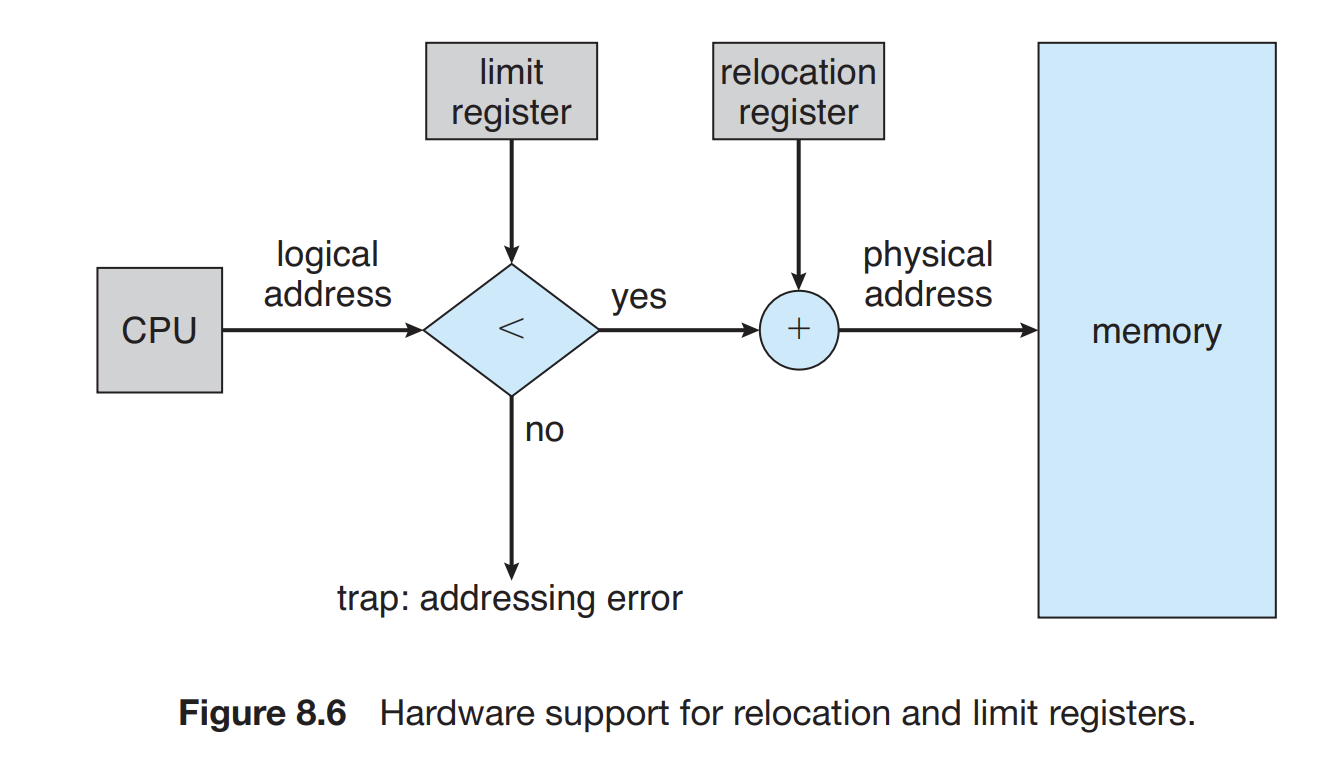 limit
register
relocation
register
logical
address
physical
address
CPU
<
yes
+
memory
no
trap: addressing error
Figure 8.6 Hardware support for relocation and limit registers.